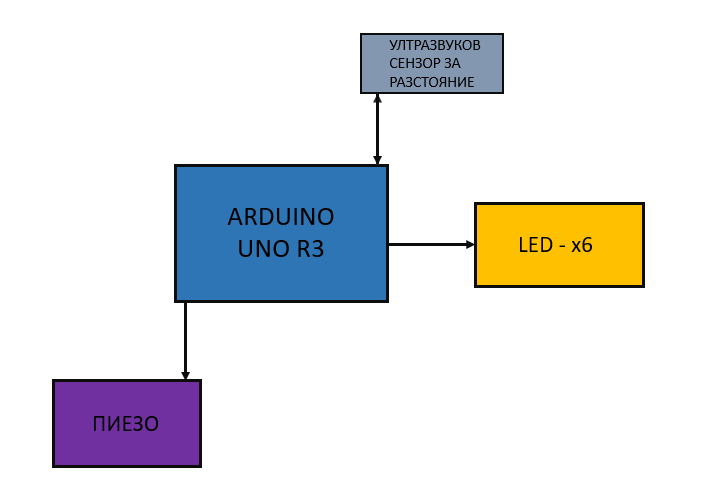 УЛТРАЗВУКОВ
СЕНЗОР ЗА
РАЗСТОЯНИЕ
ARDUINO
UNO R3
LED - x6
ПИЕЗО